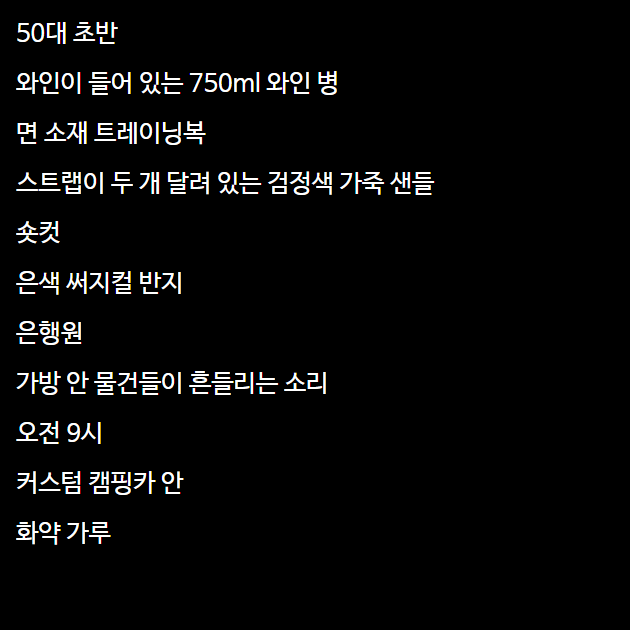 50대 초반
와인이 들어 있는 750ml 와인 병
면 소재 트레이닝복
스트랩이 두 개 달려 있는 검정색 가죽 샌들
숏컷
은색 써지컬 반지
은행원
가방 안 물건들이 흔들리는 소리
오전 9시
커스텀 캠핑카 안
화약 가루